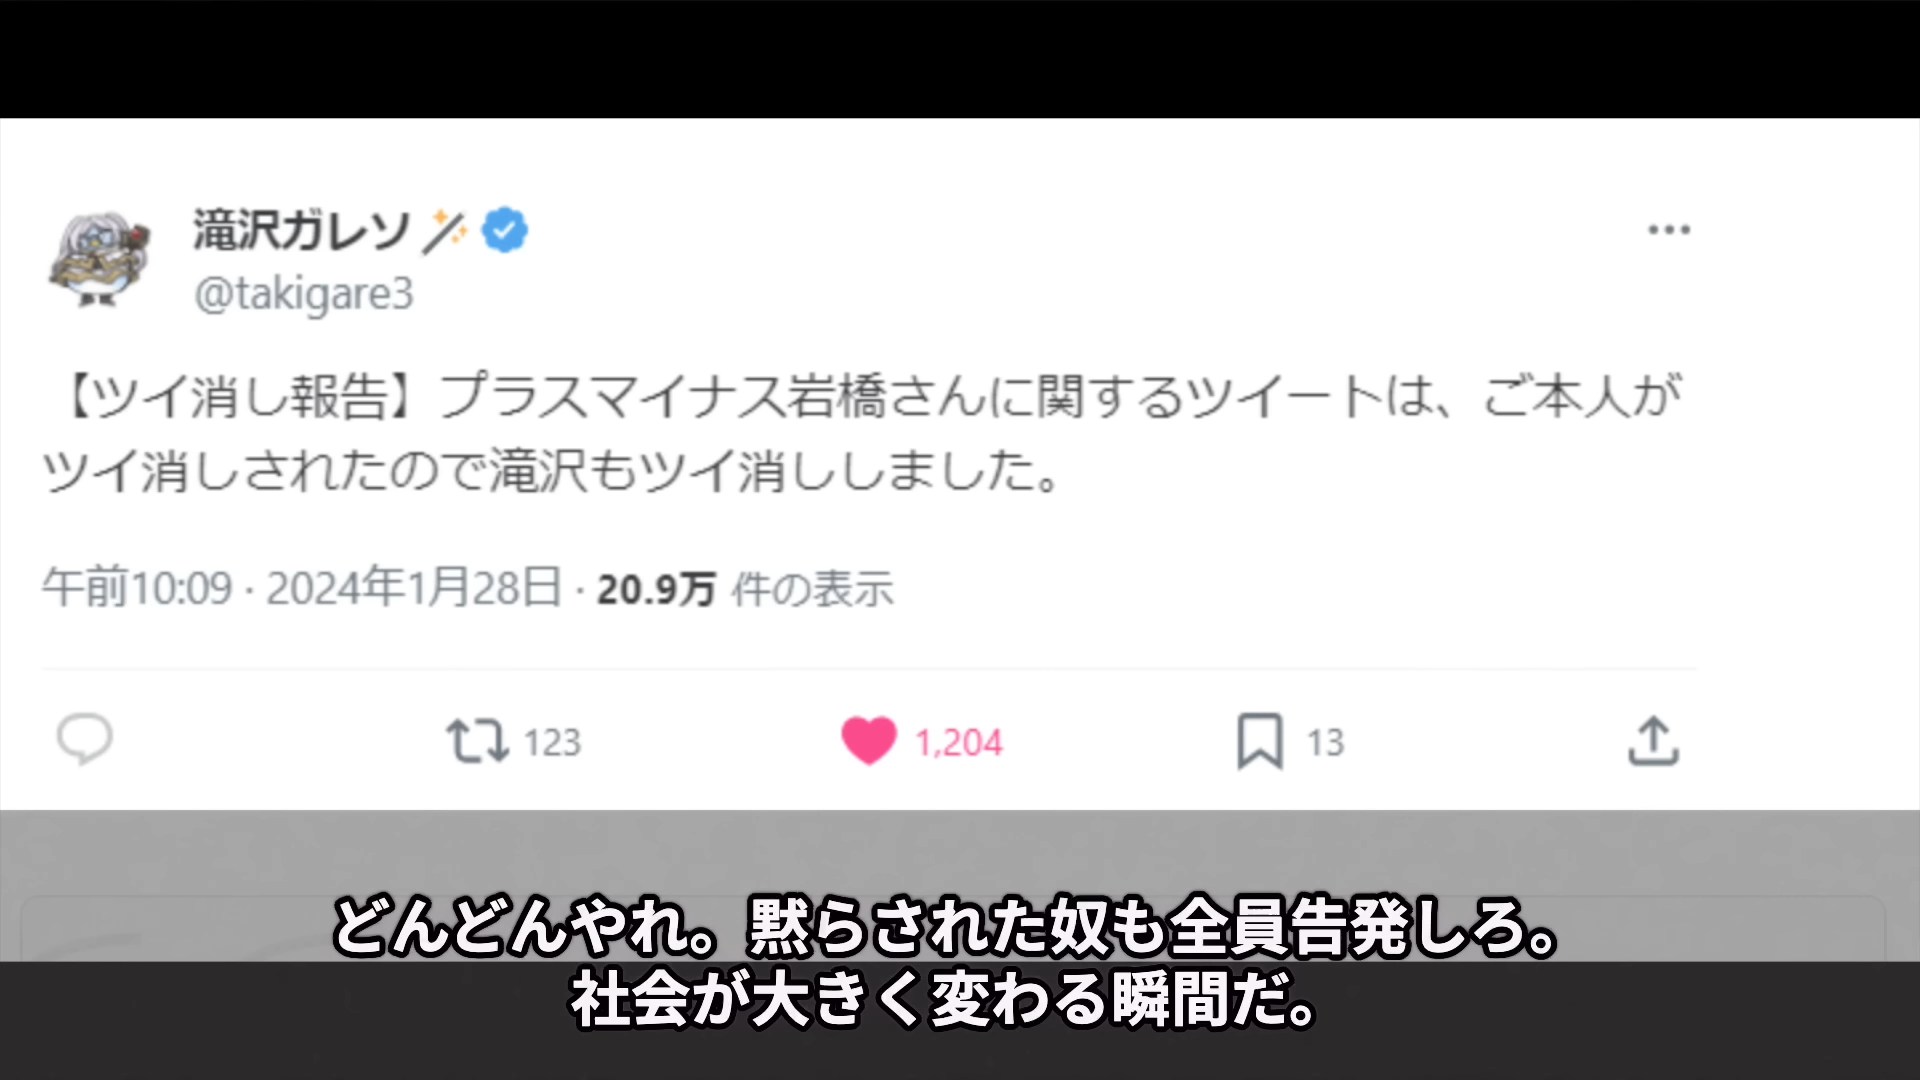 滝沢ガレソ
@takigare3
【ツイ消し報告】プラスマイナス岩橋さんに関するツイートは、ご本人が
ツイ消しされたので滝沢もツイ消ししました。
午前10:09 · 2024年1月28日 · 20.9万 件の表示
123 1,204 13
どんどんやれ。黙らされた奴も全員告発しろ。
社会が大きく変わる瞬間だ。